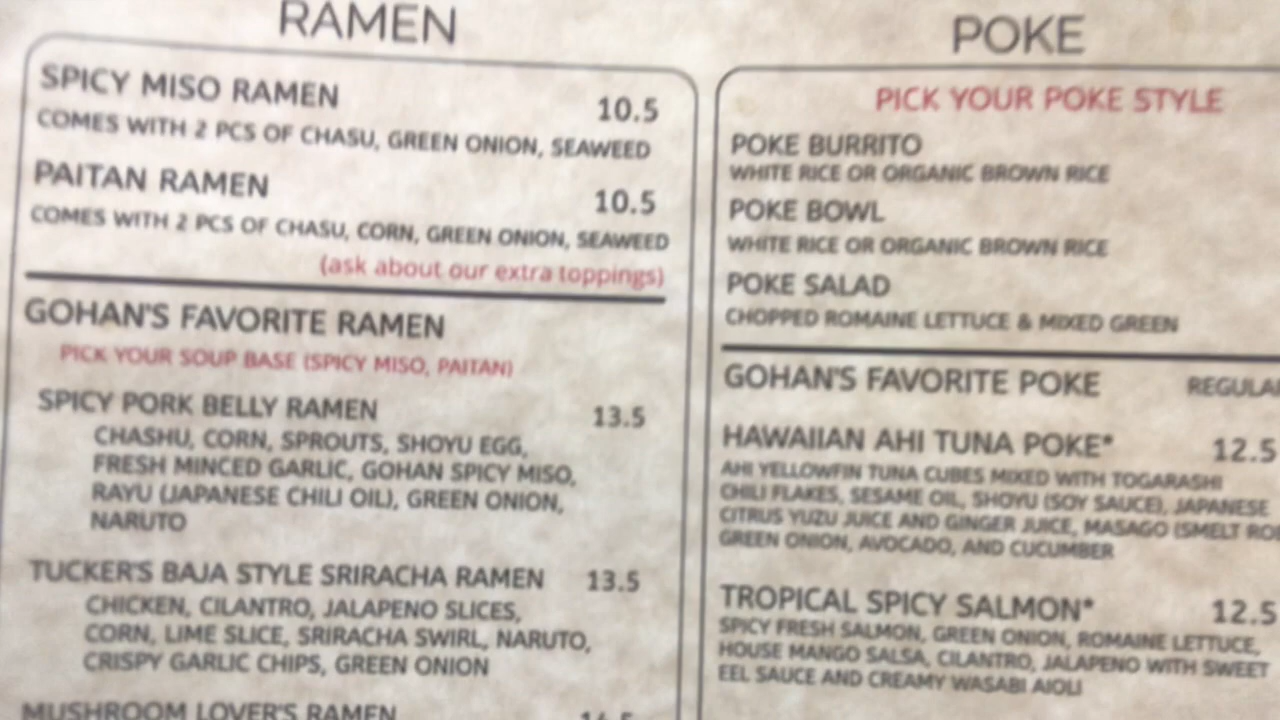 RAMEN
SPICY MISO RAMEN 10.5
COMES WITH 2 PCS OF CHASU, GREEN ONION, SEAWEED
PAITAN RAMEN 10.5
COMES WITH 2 PCS OF CHASU, CORN, GREEN ONION, SEAWEED
(ask about our extra toppings)
GOHAN'S FAVORITE RAMEN
PICK YOUR SOUP BASE (SPICY MISO, PAITAN)
SPICY PORK BELLY RAMEN 13.5
CHASHU, CORN, SPROUTS, SHOYU EGG,
FRESH MINCED GARLIC, GOHAN SPICY MISO,
RAYU (JAPANESE CHILI OIL), GREEN ONION,
NARUTO
TUCKER'S BAJA STYLE SRIRACHA RAMEN 13.5
CHICKEN, CILANTRO, JALAPENO SLICES,
CORN, LIME SLICE, SRIRACHA SWIRL, NARUTO,
CRISPY GARLIC CHIPS, GREEN ONION
MUSHROOM LOVER'S RAMEN
POKE
PICK YOUR POKE STYLE
POKE BURRITO
WHITE RICE OR ORGANIC BROWN RICE
POKE BOWL
WHITE RICE OR ORGANIC BROWN RICE
POKE SALAD
CHOPPED ROMAINE LETTUCE & MIXED GREEN
GOHAN'S FAVORITE POKE REGULAR
HAWAIIAN AHI TUNA POKE* 12.5
AHI YELLOWFIN TUNA CUBES MIXED WITH TOGARASHI
CHILI FLAKES, SESAME OIL, SHOYU (SOY SAUCE), JAPANESE
CITRUS YUZU JUICE AND GINGER JUICE, MASAGO (SMELT RO
GREEN ONION, AVOCADO, AND CUCUMBER
TROPICAL SPICY SALMON* 12.5
SPICY FRESH SALMON, GREEN ONION, ROMAINE LETTUCE,
HOUSE MANGO SALSA, CILANTRO, JALAPENO WITH SWEET
EEL SAUCE AND CREAMY WASABI AIOLI